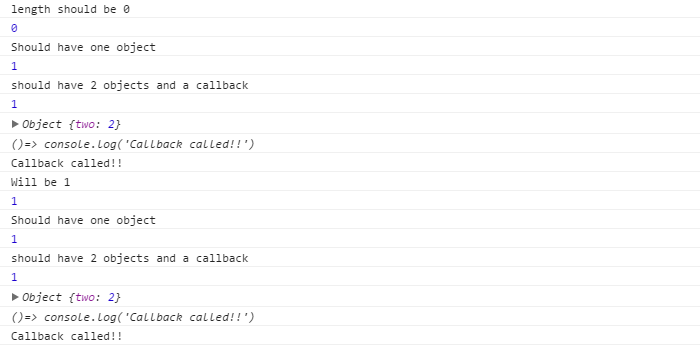 length should be 0
0
Should have one object
1
should have 2 objects and a callback
1
▶ Object {two: 2}
()=> console.log('Callback called!!')
Callback called!!
Will be 1
1
Should have one object
1
should have 2 objects and a callback
1
▶ Object {two: 2}
()=> console.log('Callback called!!')
Callback called!!